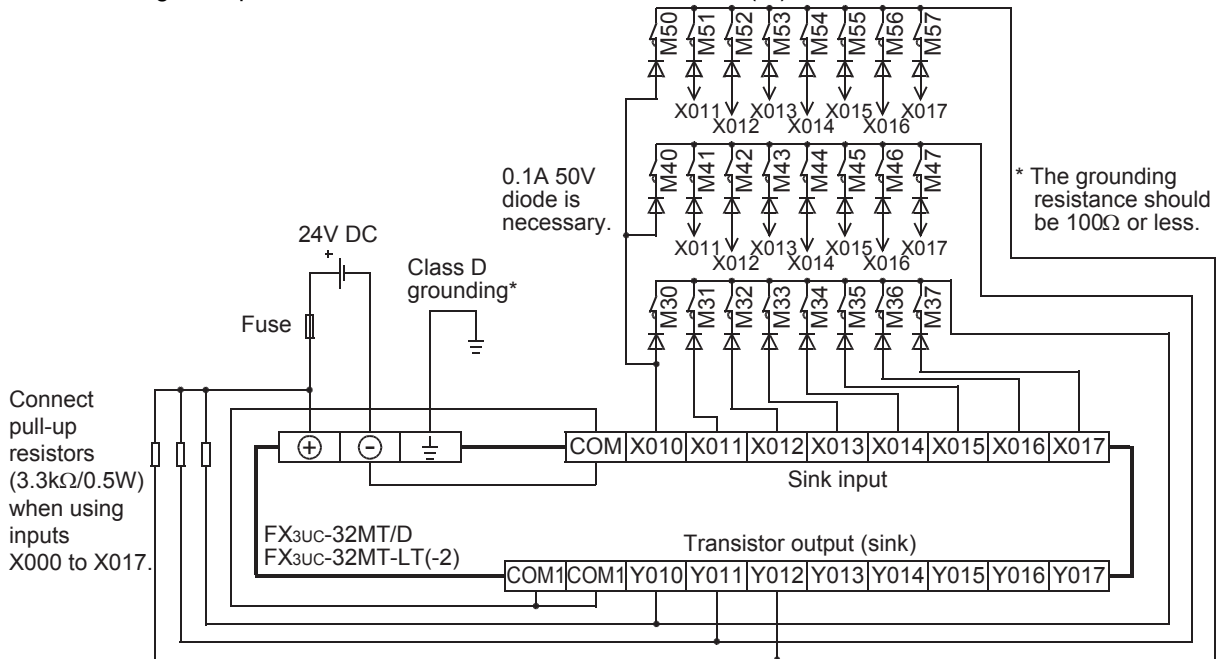 M50 M51 M52 M53 M54 M55 M56 M57
X011 X013 X015 X017
X012 X014 X016
0.1A 50V
diode is
necessary.
M40 M41 M42 M43 M44 M45 M46 M47
* The grounding
resistance should
be 100Ω or less.
X011 X013 X015 X017
X012 X014 X016
24V DC
+
Class D
grounding*
Fuse
M30 M31 M32 M33 M34 M35 M36 M37
Connect
pull-up
resistors
(3.3kΩ/0.5W)
when using
inputs
X000 to X017.
+ -
COM X010 X011 X012 X013 X014 X015 X016 X017
Sink input
FX3UC-32MT/D
FX3UC-32MT-LT(-2)
Transistor output (sink)
COM1 COM1 Y010 Y011 Y012 Y013 Y014 Y015 Y016 Y017